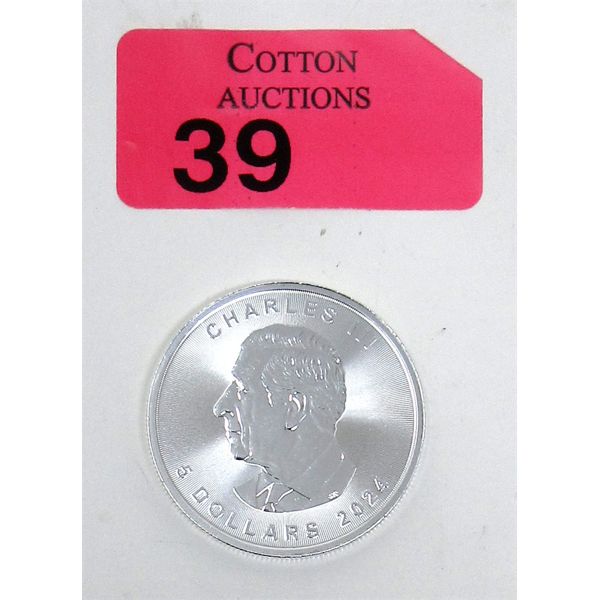 COTTON
AUCTIONS
39
CHARLES III
5 DOLLARS 2024